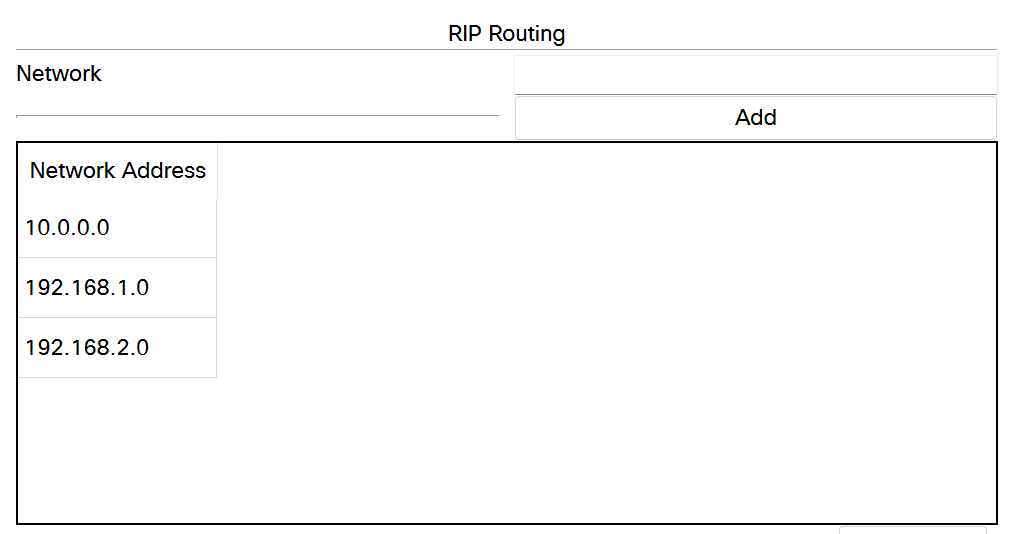 RIP Routing
Network
Add
Network Address
10.0.0.0
192.168.1.0
192.168.2.0